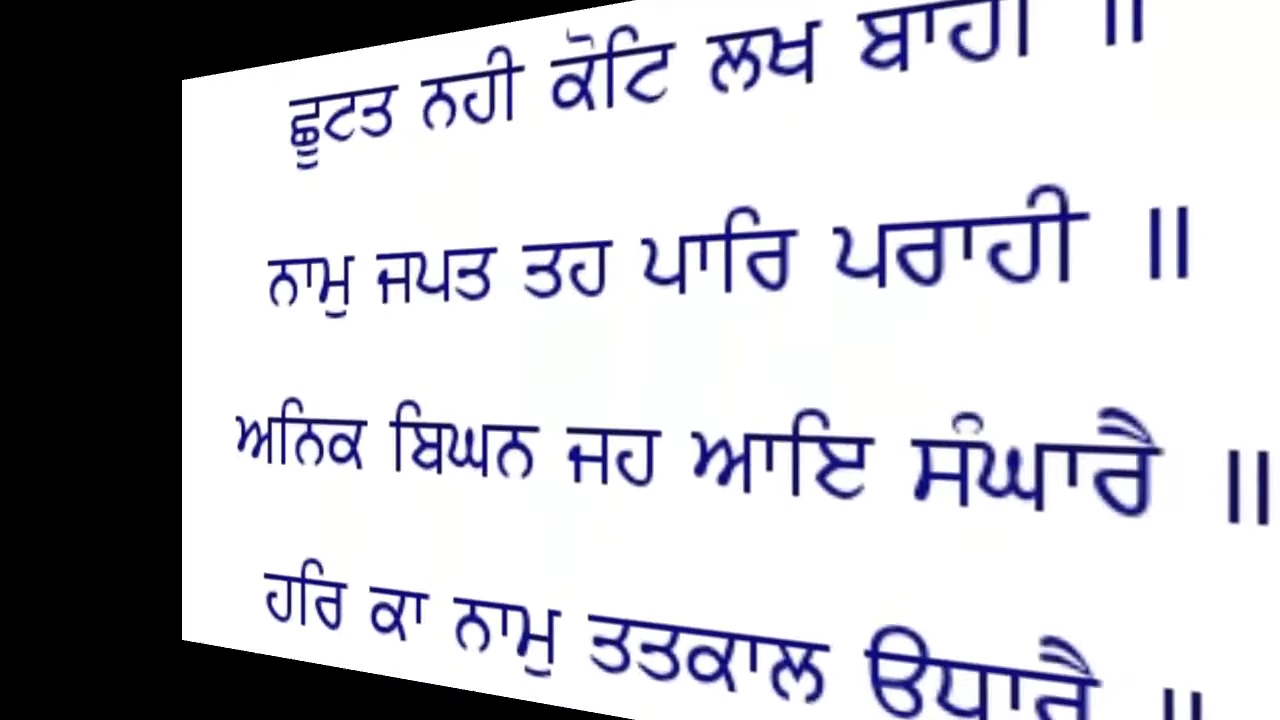 ਛੂਟਤ ਨਹੀ ਕੋਟਿ ਲਖ ਬਾਹੀ ॥
ਨਾਮੁ ਜਪਤ ਤਹ ਪਾਰਿ ਪਰਾਹੀ ॥
ਅਨਿਕ ਬਿਘਨ ਜਹ ਆਇ ਸੰਘਾਰੈ ॥
ਹਰਿ ਕਾ ਨਾਮੁ ਤਤਕਾਲ ਉਧਾਰੈ ॥